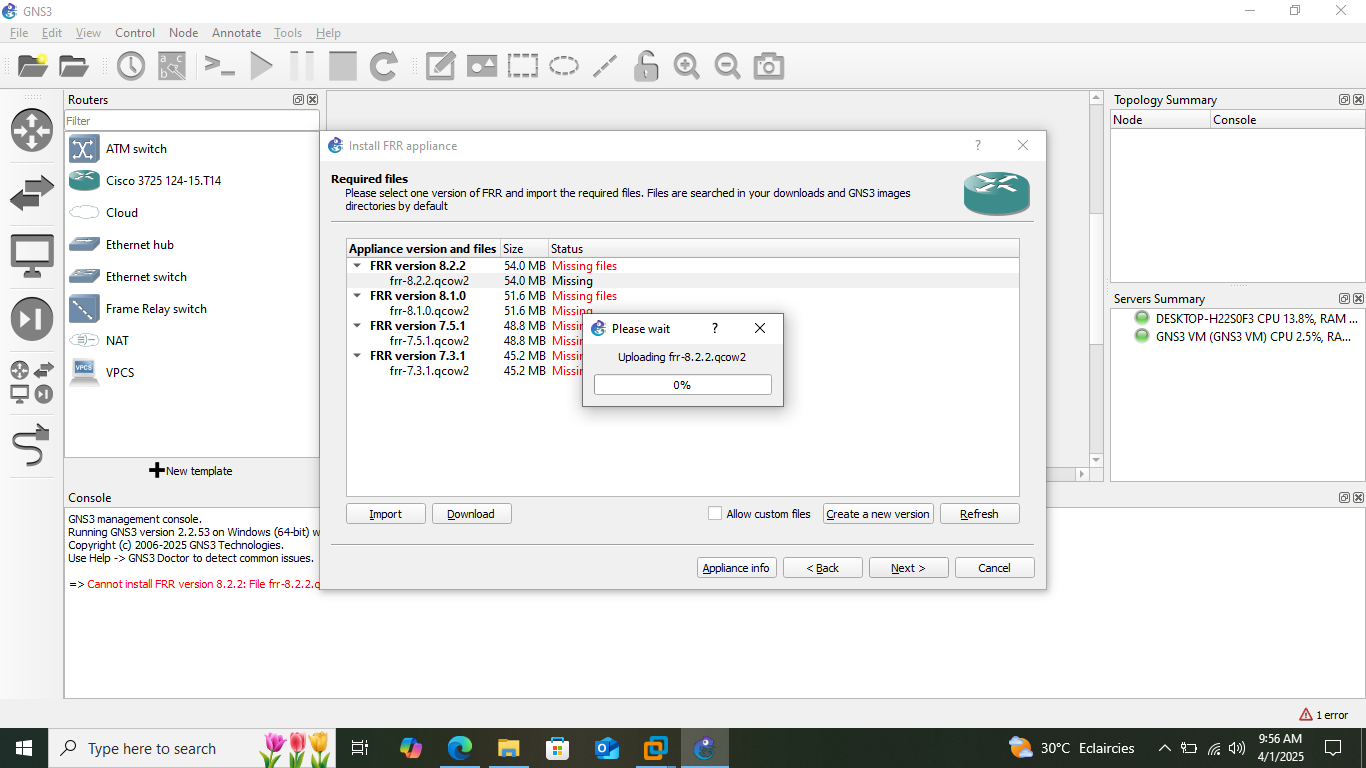 GNS3
File Edit View Control Node Annotate Tools Help
Routers
Filter
ATM switch
Cisco 3725 124-15.T14
Cloud
Ethernet hub
Ethernet switch
Frame Relay switch
NAT
VPCS
VPCS
New template
Install FRR appliance
?
Required files
Please select one version of FRR and import the required files. Files are searched in your downloads and GNS3 images
directories by default
Appliance version and files Size Status
FRR version 8.2.2 54.0 MB Missing files
frr-8.2.2.qcow2 54.0 MB Missing
FRR version 8.1.0 51.6 MB Missing files
frr-8.1.0.qcow2 51.6 MB Missing
FRR version 7.5.1 48.8 MB Missin
frr-7.5.1.qcow2 48.8 MB Missin
FRR version 7.3.1 45.2 MB Missin
frr-7.3.1.qcow2 45.2 MB Missin
Please wait ?
Uploading frr-8.2.2.qcow2
0%
Import Download Allow custom files Create a new version Refresh
Appliance info < Back Next > Cancel
Topology Summary
Node Console
Servers Summary
DESKTOP-H22S0F3 CPU 13.8%, RAM ...
GNS3 VM (GNS3 VM) CPU 2.5%, RA...
Console
GNS3 management console.
Running GNS3 version 2.2.53 on Windows (64-bit) w
Copyright (c) 2006-2025 GNS3 Technologies.
Use Help -> GNS3 Doctor to detect common issues.
=> Cannot install FRR version 8.2.2: File frr-8.2.2.q
1 error
Type here to search
30°C Eclaircies
9:56 AM
4/1/2025